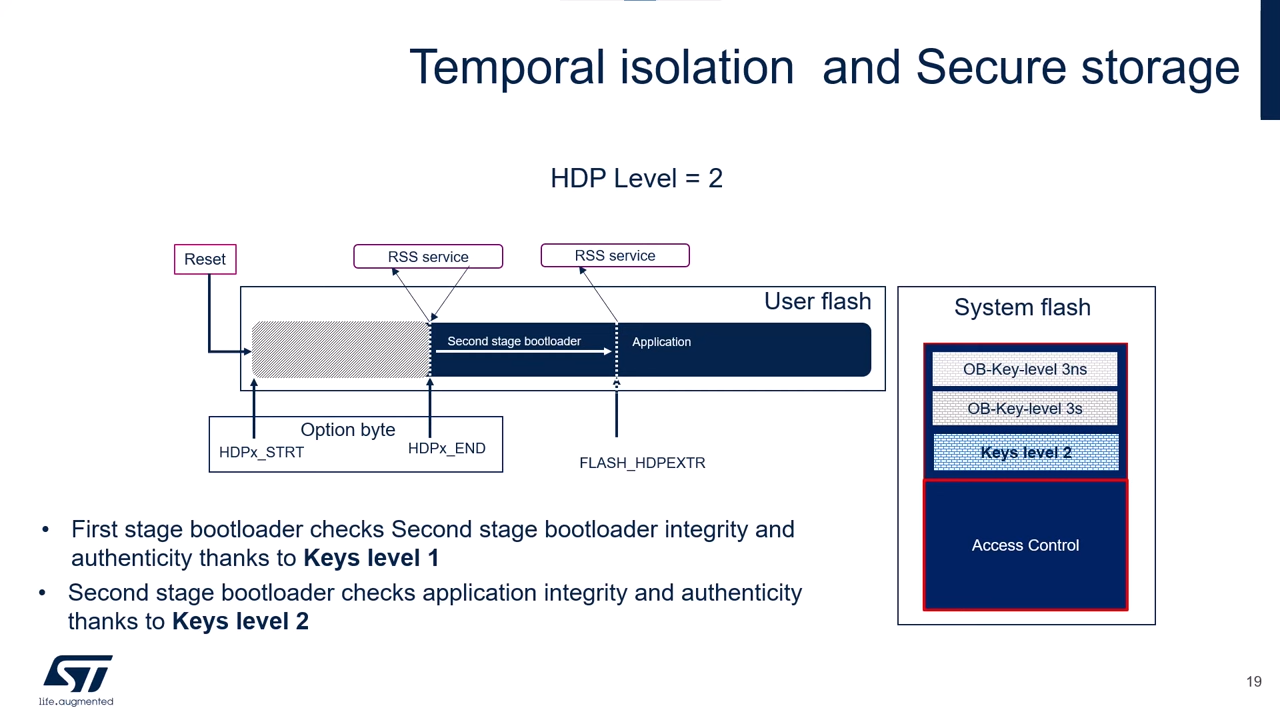 Temporal isolation  and Secure storage
HDP Level = 2
Reset
RSS service
RSS service
User flash
Second stage bootloader
Application
Option byte
HDPx_STRT
HDPx_END
FLASH_HDPEXTR
System flash
OB-Key-level 3ns
OB-Key-level 3s
Keys level 2
Access Control
• First stage bootloader checks Second stage bootloader integrity and
authenticity thanks to Keys level 1
• Second stage bootloader checks application integrity and authenticity
thanks to Keys level 2
ST
life.augmented
19